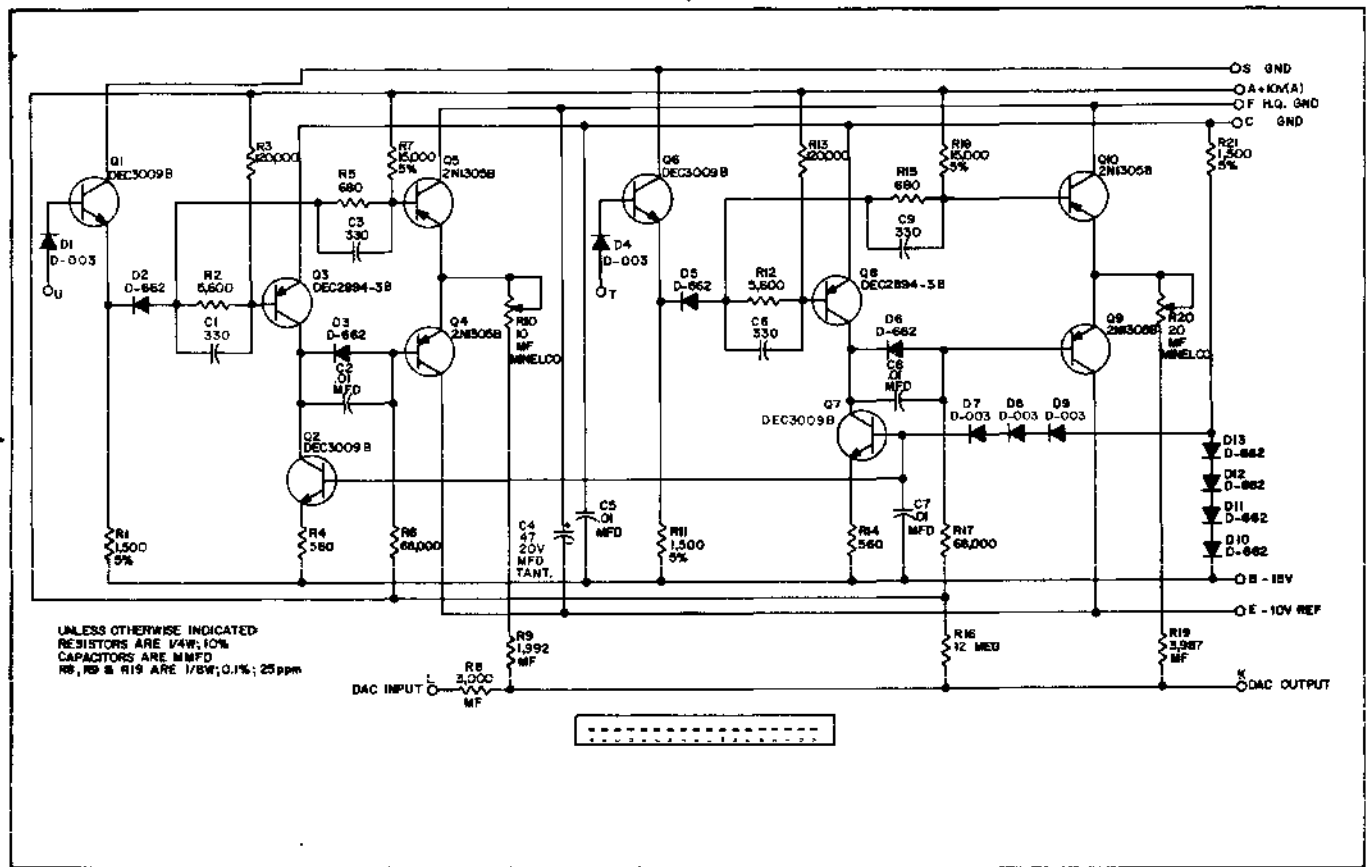 S GND
A+10V(A)
F H.Q. GND
C GND
R3
120,000
R7
15,000
5%
Q1
DEC3009B
R5
680
Q5
2N1305B
C3
330
D1
D-003
U
D2
D-662
R2
5,600
C1
330
Q3
DEC2894-3B
D3
D-662
C2
.01
MFD
Q4
2N1305B
R10
10
MF
MINELCO
Q2
DEC3009B
R1
1,500
5%
R4
560
R6
68,000
C4
47
20V
MFD
TANT.
C5
.01
MFD
Q6
DEC3009B
R13
120,000
R18
15,000
5%
R15
680
C9
330
Q10
2N1305B
R21
1,500
5%
D4
D-003
T
D5
D-662
R12
5,600
C6
330
Q8
DEC2894-3B
D6
D-662
C8
.01
MFD
Q9
2N1305B
R20
20
MF
MINELCO
Q7
DEC3009B
D7
D-003
D8
D-003
D9
D-003
D13
D-662
D12
D-662
D11
D-662
D10
D-662
R11
1,500
5%
R14
560
C7
.01
MFD
R17
68,000
B -15V
E -10V REF
UNLESS OTHERWISE INDICATED
RESISTORS ARE 1/4W; 10%
CAPACITORS ARE MMFD
R8, R9 & R19 ARE 1/8W; 0.1%; 25ppm
R9
1,992
MF
R16
12 MEG
R19
3,987
MF
DAC INPUT
L
R8
3,000
MF
K
DAC OUTPUT